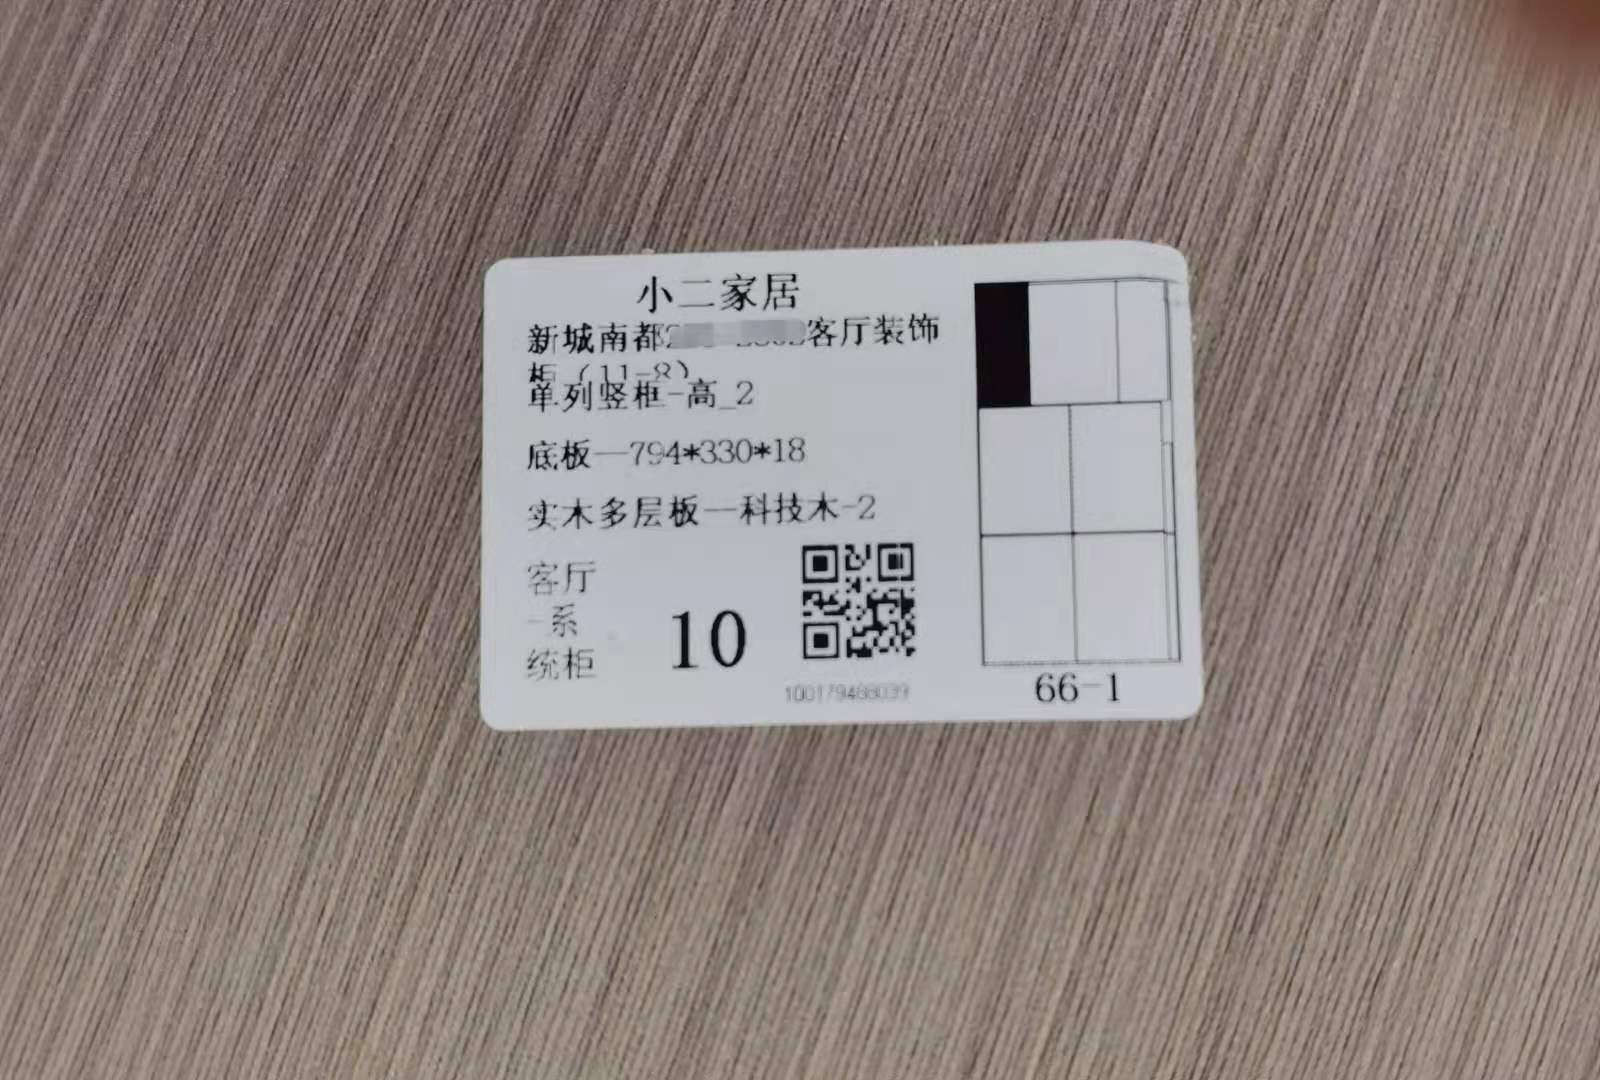 小二家居
新城南都 客厅装饰
柜(11-8)
单列竖框-高_2
底板—794*330*18
实木多层板—科技木-2
客厅
-系
统柜
10
100179488039
66-1